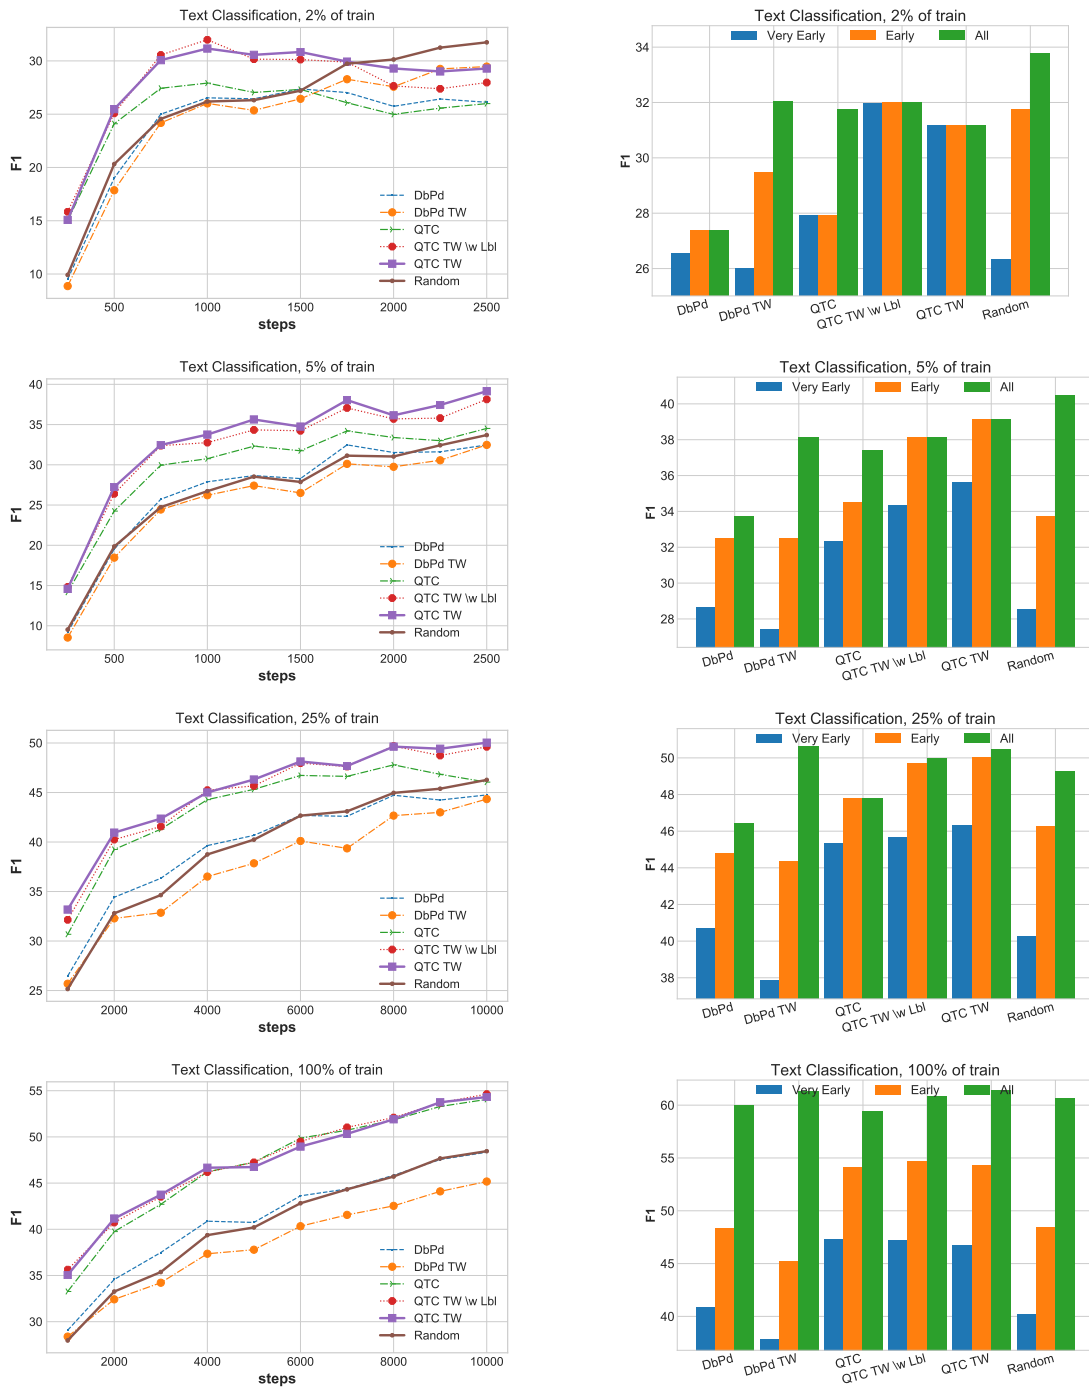 Text Classification, 2% of train
F1
30
25
20
15
10
DbPd
DbPd TW
QTC
QTC TW \w Lbl
QTC TW
Random
500
1000
1500
2000
2500
steps
Text Classification, 2% of train
Very Early
Early
All
F1
34
32
30
28
26
DbPd
DbPd TW
QTC
QTC TW \w Lbl
QTC TW
Random
Text Classification, 5% of train
F1
40
35
30
25
20
15
10
DbPd
DbPd TW
QTC
QTC TW \w Lbl
QTC TW
Random
500
1000
1500
2000
2500
steps
Text Classification, 5% of train
Very Early
Early
All
F1
40
38
36
34
32
30
28
DbPd
DbPd TW
QTC
QTC TW \w Lbl
QTC TW
Random
Text Classification, 25% of train
F1
50
45
40
35
30
25
DbPd
DbPd TW
QTC
QTC TW \w Lbl
QTC TW
Random
2000
4000
6000
8000
10000
steps
Text Classification, 25% of train
Very Early
Early
All
F1
50
48
46
44
42
40
38
DbPd
DbPd TW
QTC
QTC TW \w Lbl
QTC TW
Random
Text Classification, 100% of train
F1
55
50
45
40
35
30
DbPd
DbPd TW
QTC
QTC TW \w Lbl
QTC TW
Random
2000
4000
6000
8000
10000
steps
Text Classification, 100% of train
Very Early
Early
All
F1
60
55
50
45
40
DbPd
DbPd TW
QTC
QTC TW \w Lbl
QTC TW
Random